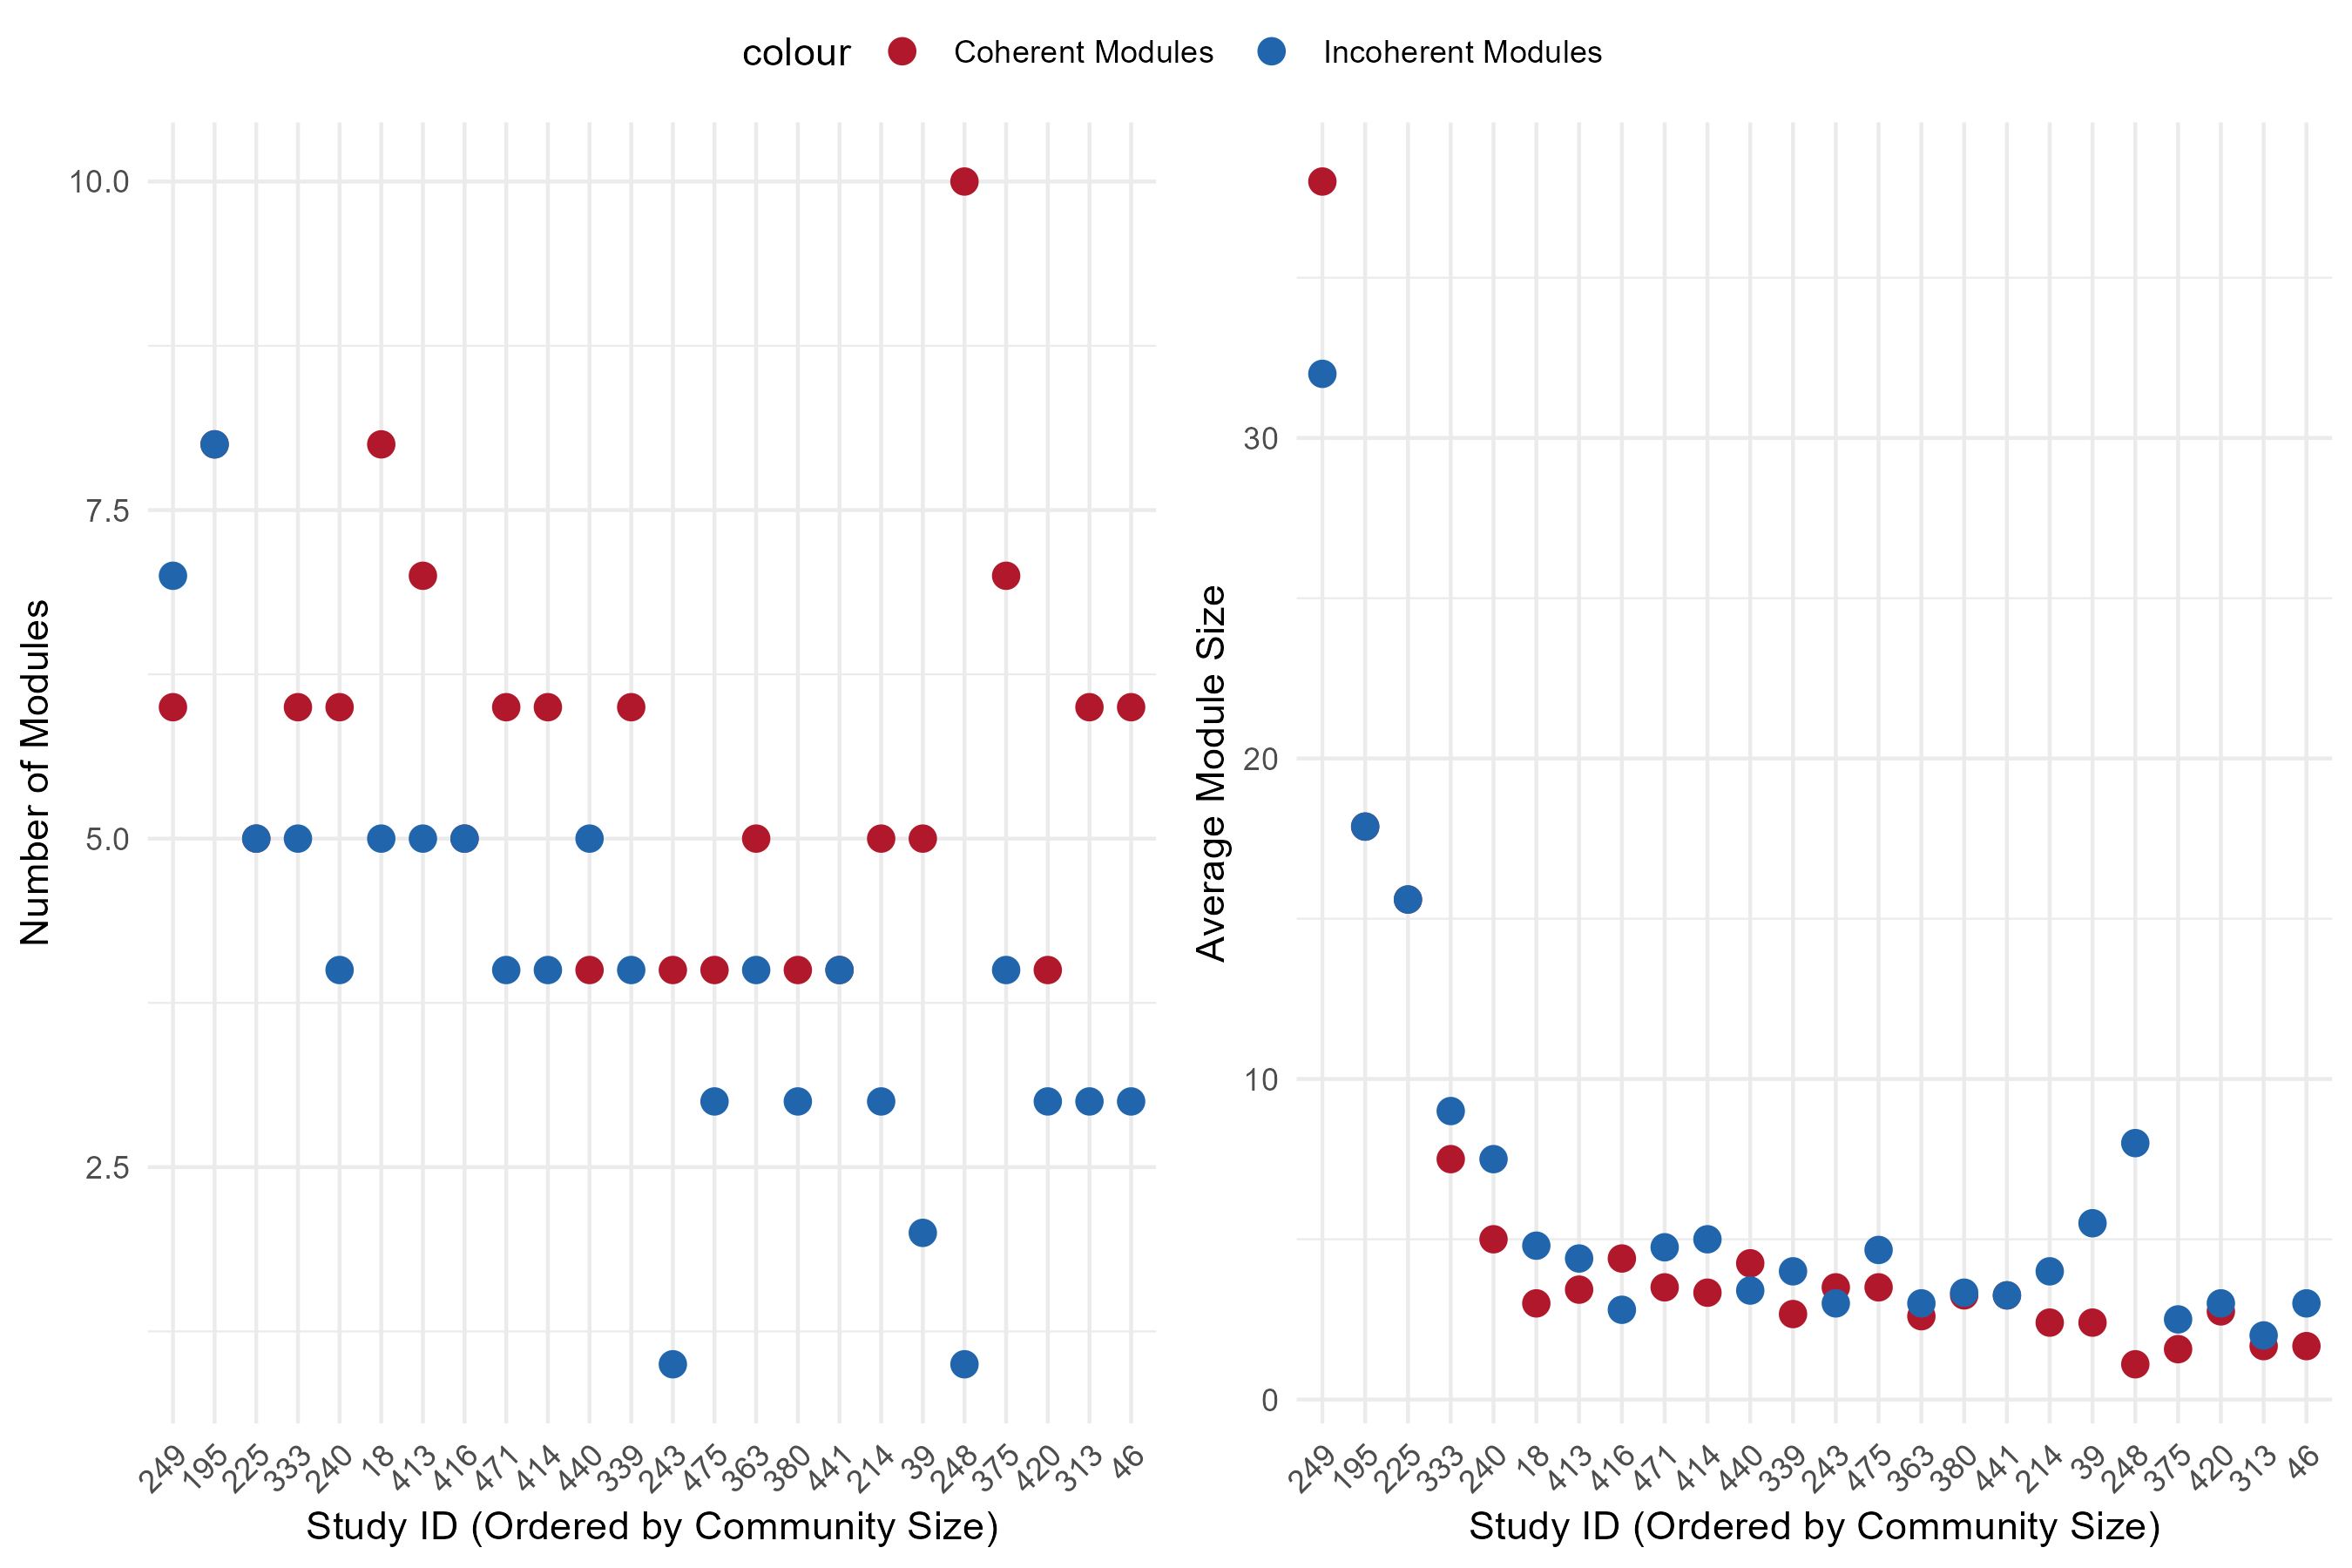 colour Coherent Modules Incoherent Modules
Number of Modules
10.0
7.5
5.0
2.5
249 195 225 333 240 18 413 416 471 414 440 339 243 475 363 380 441 214 39 248 375 420 313 46
Study ID (Ordered by Community Size)
Average Module Size
30
20
10
0
249 195 225 333 240 18 413 416 471 414 440 339 243 475 363 380 441 214 39 248 375 420 313 46
Study ID (Ordered by Community Size)